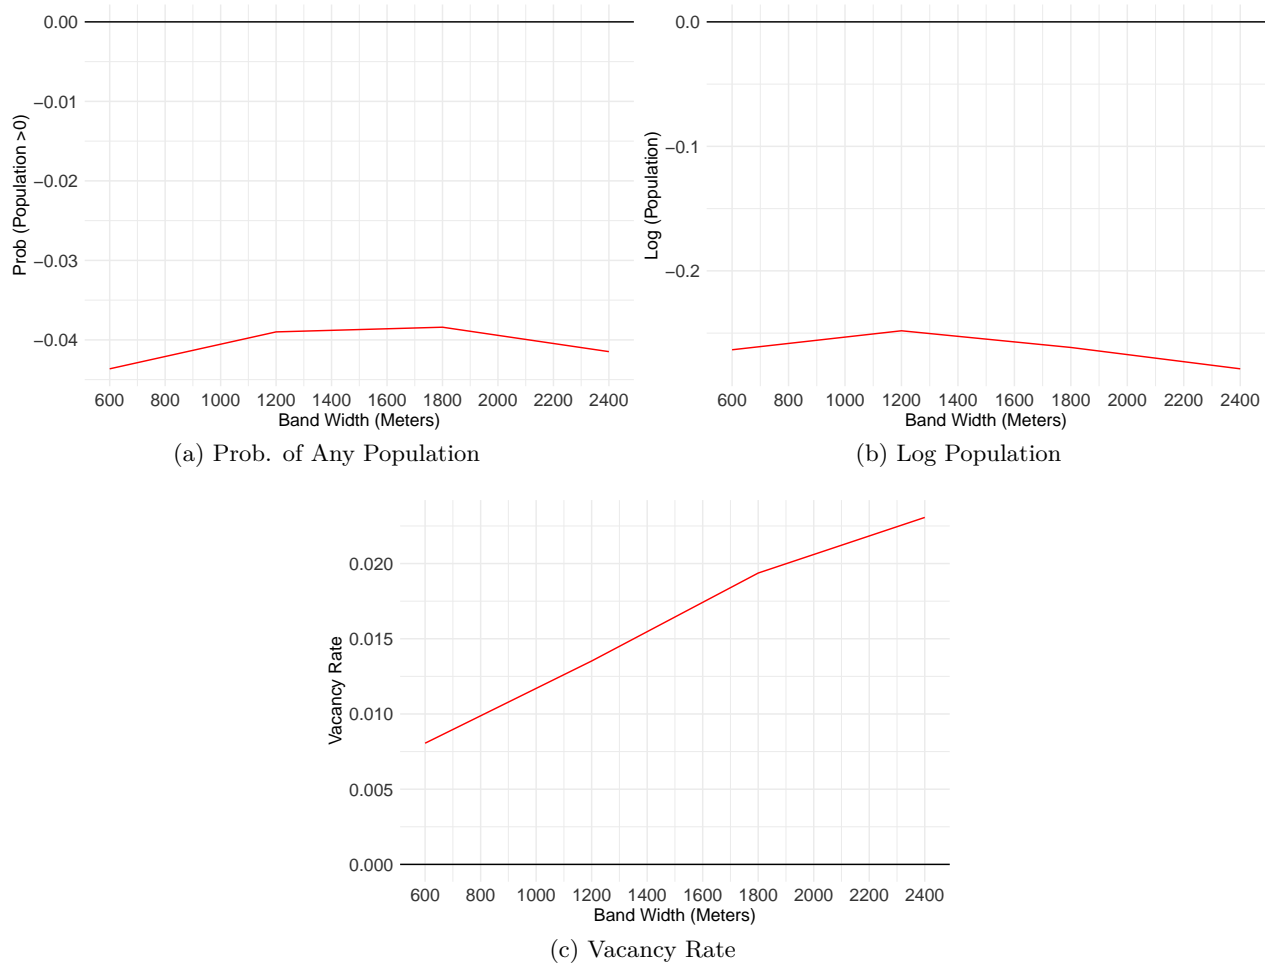 0.00
−0.01
−0.02
−0.03
−0.04
Prob (Population >0)
600 800 1000 1200 1400 1600 1800 2000 2200 2400
Band Width (Meters)
(a) Prob. of Any Population
0.0
−0.1
−0.2
Log (Population)
600 800 1000 1200 1400 1600 1800 2000 2200 2400
Band Width (Meters)
(b) Log Population
0.020
0.015
0.010
0.005
0.000
Vacancy Rate
600 800 1000 1200 1400 1600 1800 2000 2200 2400
Band Width (Meters)
(c) Vacancy Rate